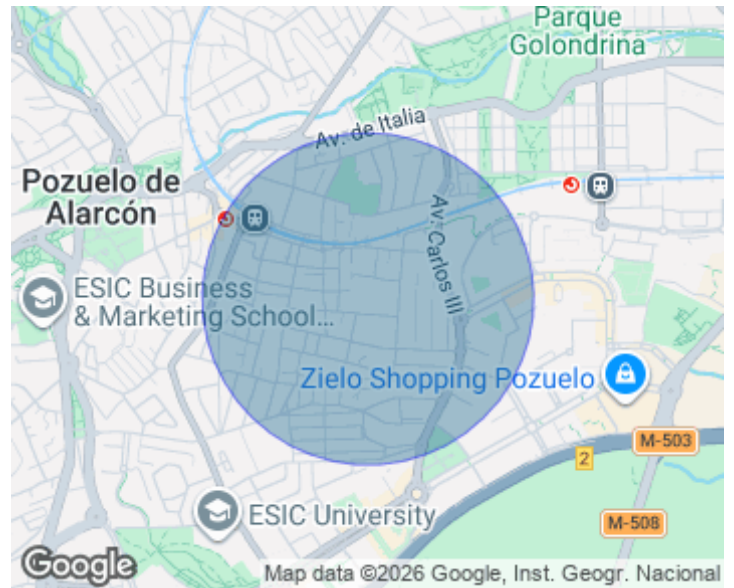 Parque
Golondrina
Av. de Italia
Pozuelo de
Alarcón
Av. Carlos III
ESIC Business
& Marketing School...
Zielo Shopping Pozuelo
M-503
2
ESIC University
M-508
Google
Map data ©2026 Google, Inst. Geogr. Nacional